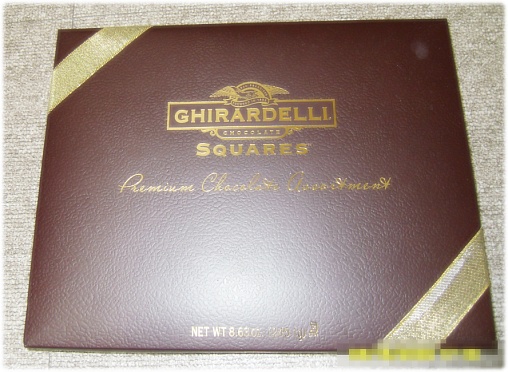 GHIRARDELLI
CHOCOLATE
SQUARES
Premium Chocolate Assortment
NET WT 8.63 oz.